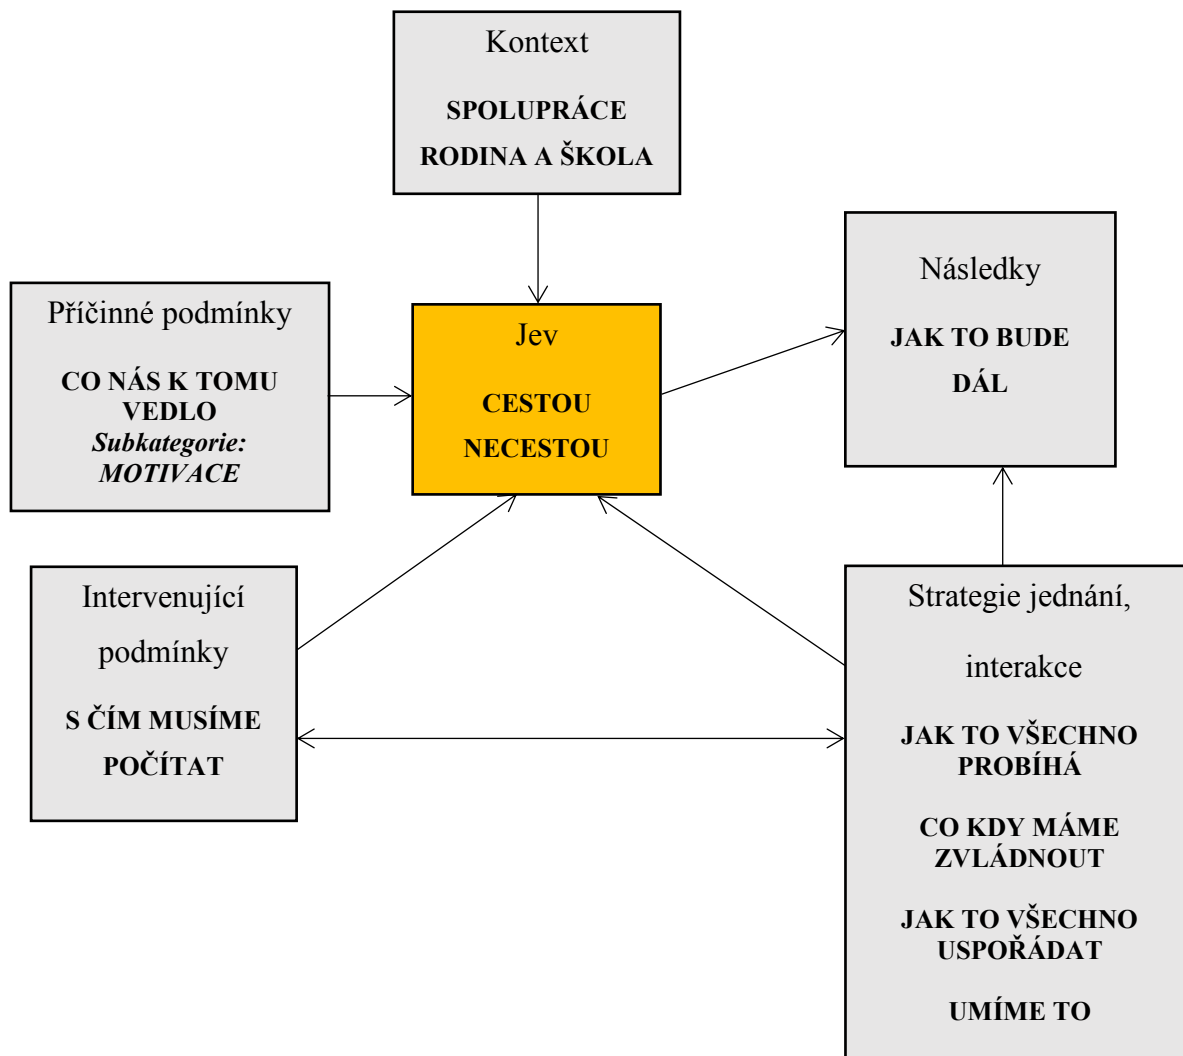 Kontext
SPOLUPRÁCE
RODINA A ŠKOLA
Příčinné podmínky
CO NÁS K TOMU
VEDLO
Subkategorie:
MOTIVACE
Jev
CESTOU
NECESTOU
Následky
JAK TO BUDE
DÁL
Intervenující
podmínky
S ČÍM MUSÍME
POČÍTAT
Strategie jednání,
interakce
JAK TO VŠECHNO
PROBÍHÁ
CO KDY MÁME
ZVLÁDNOUT
JAK TO VŠECHNO
USPOŘÁDAT
UMÍME TO